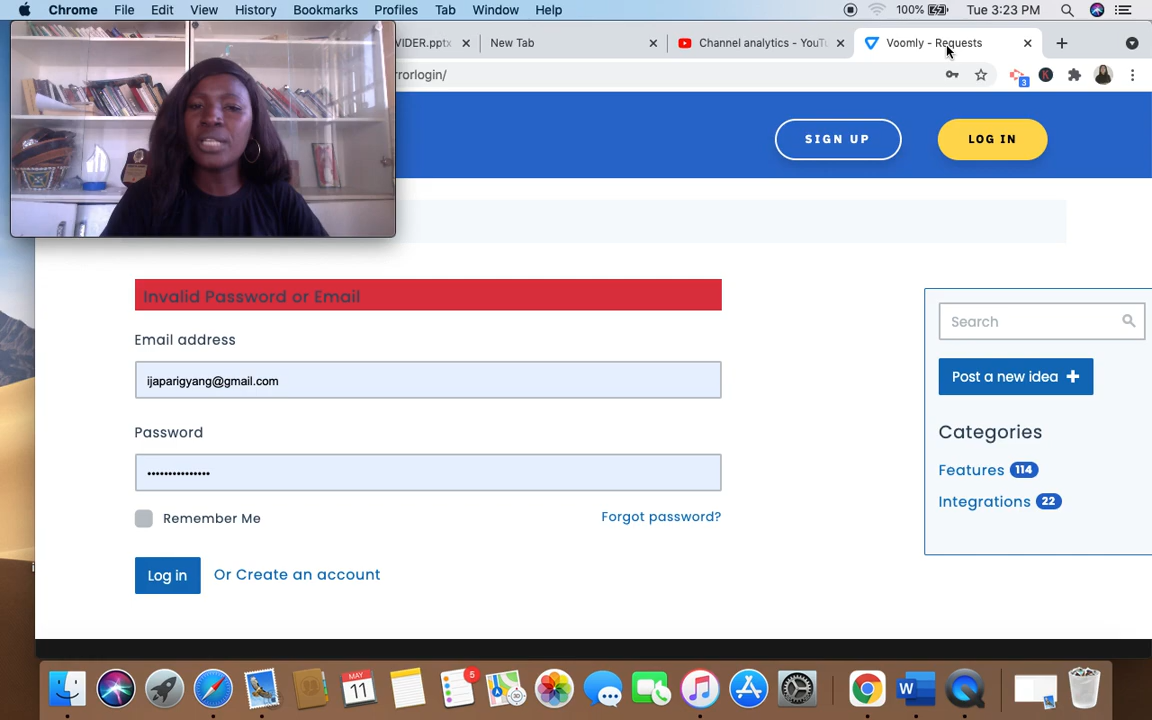 Chrome File Edit View History Bookmarks Profiles Tab Window Help 100% Tue 3:23 PM
VIDER.pptx New Tab Channel analytics - YouTu Voomly - Requests
rrorlogin/
3
SIGN UP LOG IN
Invalid Password or Email
Email address
ijaparigyang@gmail.com
Password
•••••••••••••••
Remember Me Forgot password?
Log in Or Create an account
Search
Post a new idea +
Categories
Features 114
Integrations 22
MAY
11
5
W